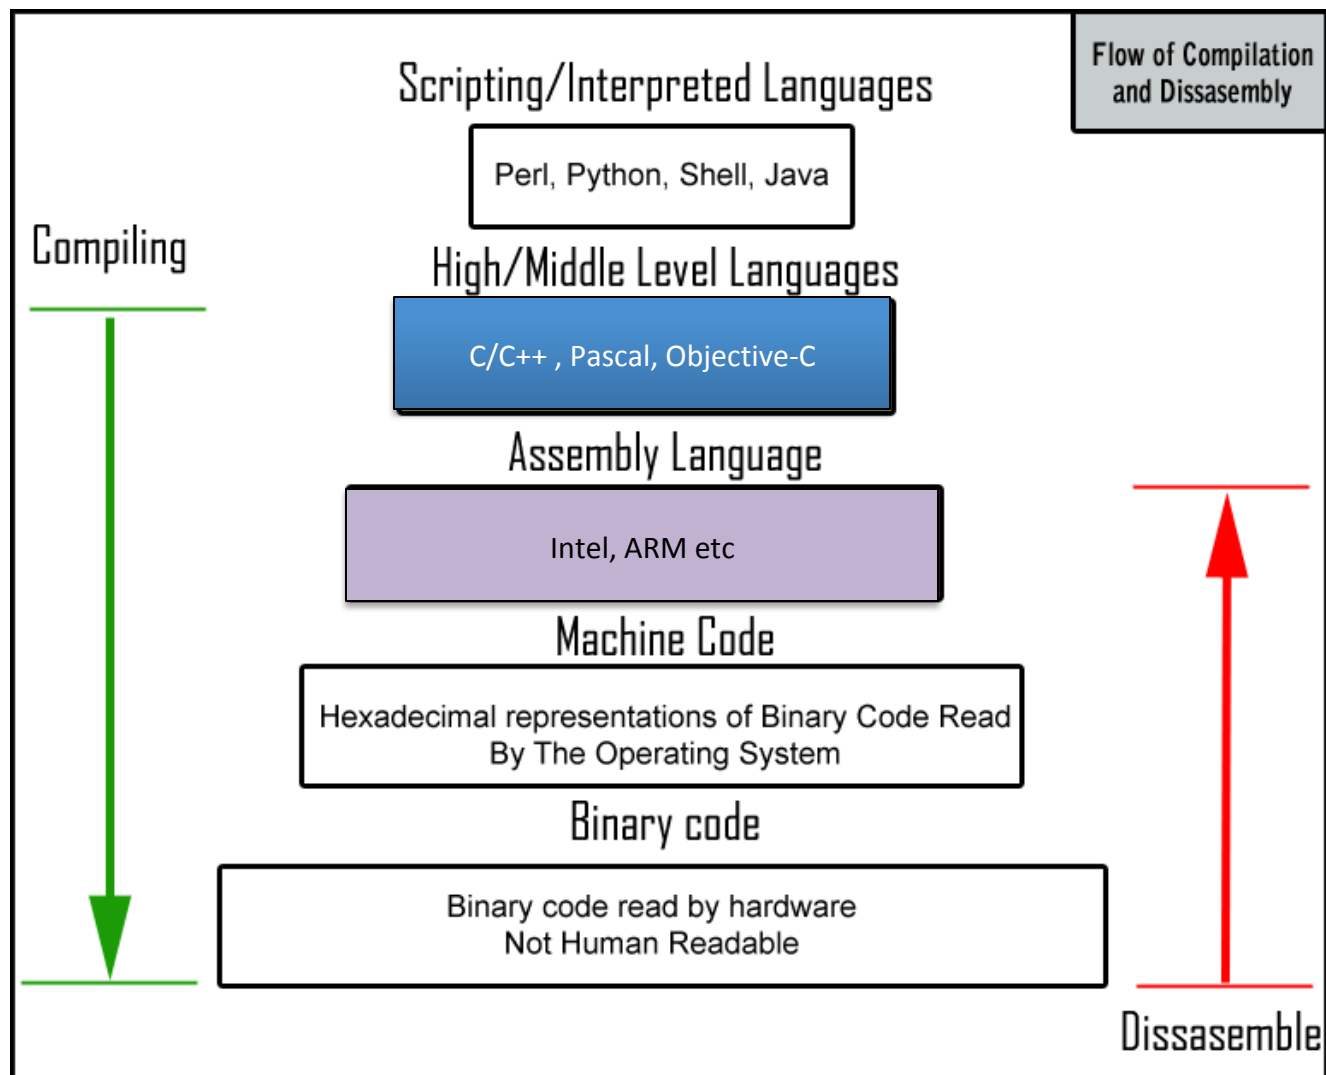 Flow of Compilation
and Dissasembly
Scripting/Interpreted Languages
Perl, Python, Shell, Java
Compiling
High/Middle Level Languages
C/C++ , Pascal, Objective-C
Assembly Language
Intel, ARM etc
Machine Code
Hexadecimal representations of Binary Code Read
By The Operating System
Binary code
Binary code read by hardware
Not Human Readable
Dissasemble